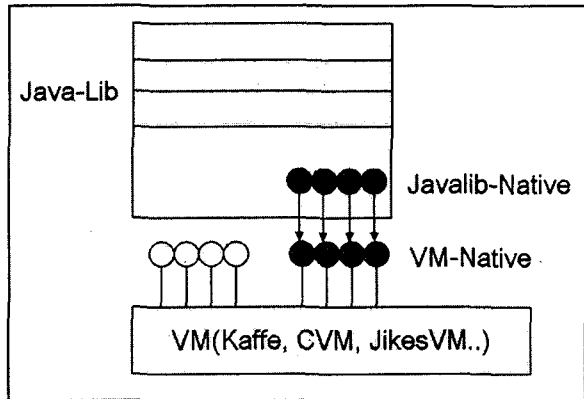 Java-Lib
Javalib-Native
VM-Native
VM(Kaffe, CVM, JikesVM..)